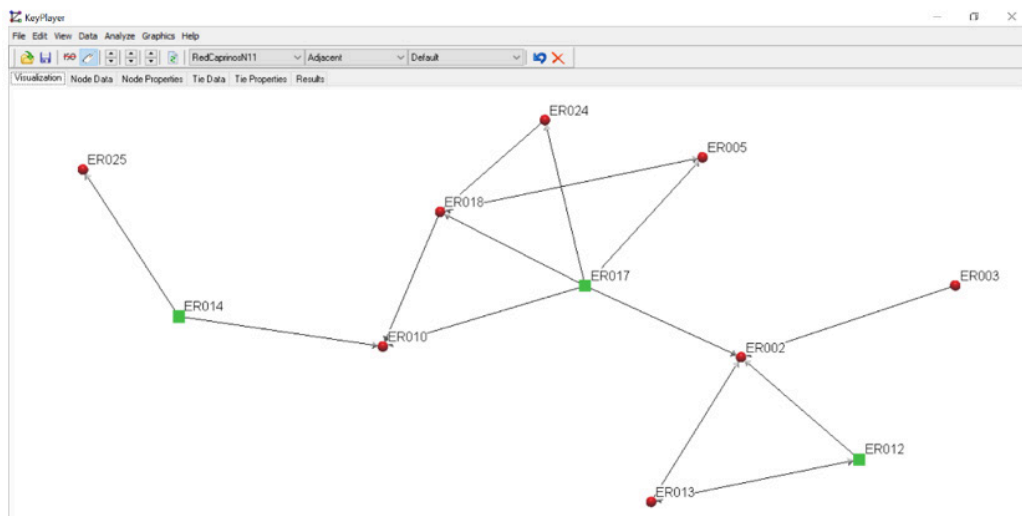 KeyPlayer
File Edit View Data Analyze Graphics Help
ISO RedCaprinosN11 Adjacent Default
Visualization Node Data Node Properties Tie Data Tie Properties Results
ER024
ER005
ER025
ER018
ER017
ER003
ER014
ER010
ER002
ER012
ER013